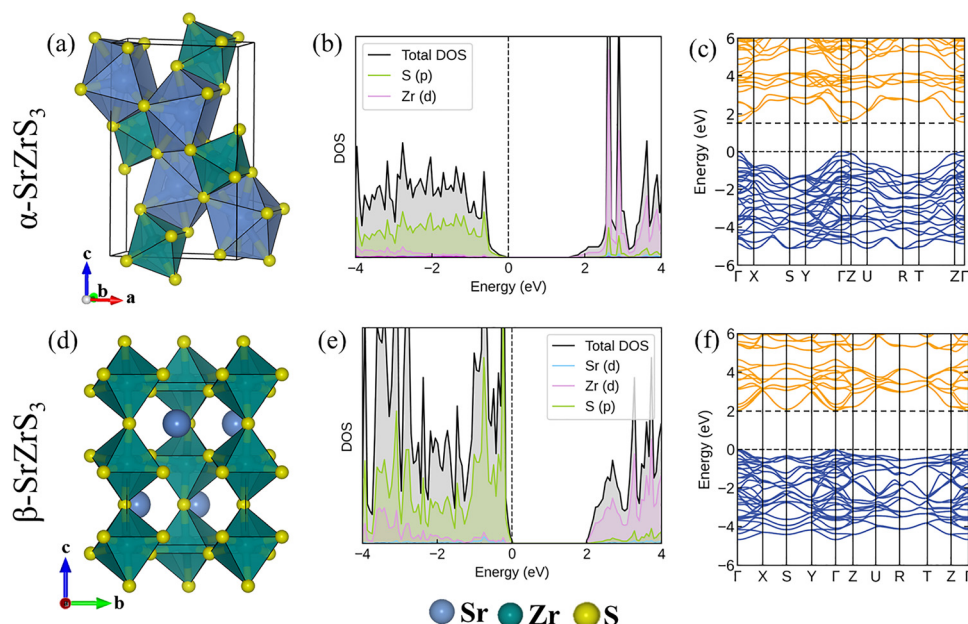 α-SrZrS3
(a)
c
b
a
(b)
Total DOS
S (p)
Zr (d)
DOS
−4
−2
0
2
4
Energy (eV)
(c)
Energy (eV)
6
4
2
0
−2
−4
−6
Γ X S Y Γ Z U R T Z Γ
β-SrZrS3
(d)
c
b
(e)
Total DOS
Sr (d)
Zr (d)
S (p)
DOS
−4
−2
0
2
4
Energy (eV)
(f)
Energy (eV)
6
4
2
0
−2
−4
−6
Γ X S Y Γ Z U R T Z Γ
Sr Zr S